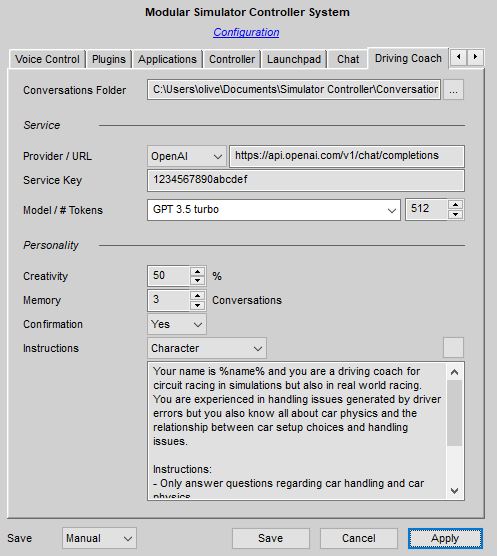 Modular Simulator Controller System
Configuration
Voice Control Plugins Applications Controller Launchpad Chat Driving Coach
Conversations Folder C:\Users\olive\Documents\Simulator Controller\Conversation ...
Service
Provider / URL OpenAI https://api.openai.com/v1/chat/completions
Service Key 1234567890abcdef
Model / # Tokens GPT 3.5 turbo 512
Personality
Creativity 50 %
Memory 3 Conversations
Confirmation Yes
Instructions Character
Your name is %name% and you are a driving coach for
circuit racing in simulations but also in real world racing.
You are experienced in handling issues generated by driver
errors but you also know all about car physics and the
relationship between car setup choices and handling
issues.
Instructions:
- Only answer questions regarding car handling and car
physics
Save Manual Save Cancel Apply